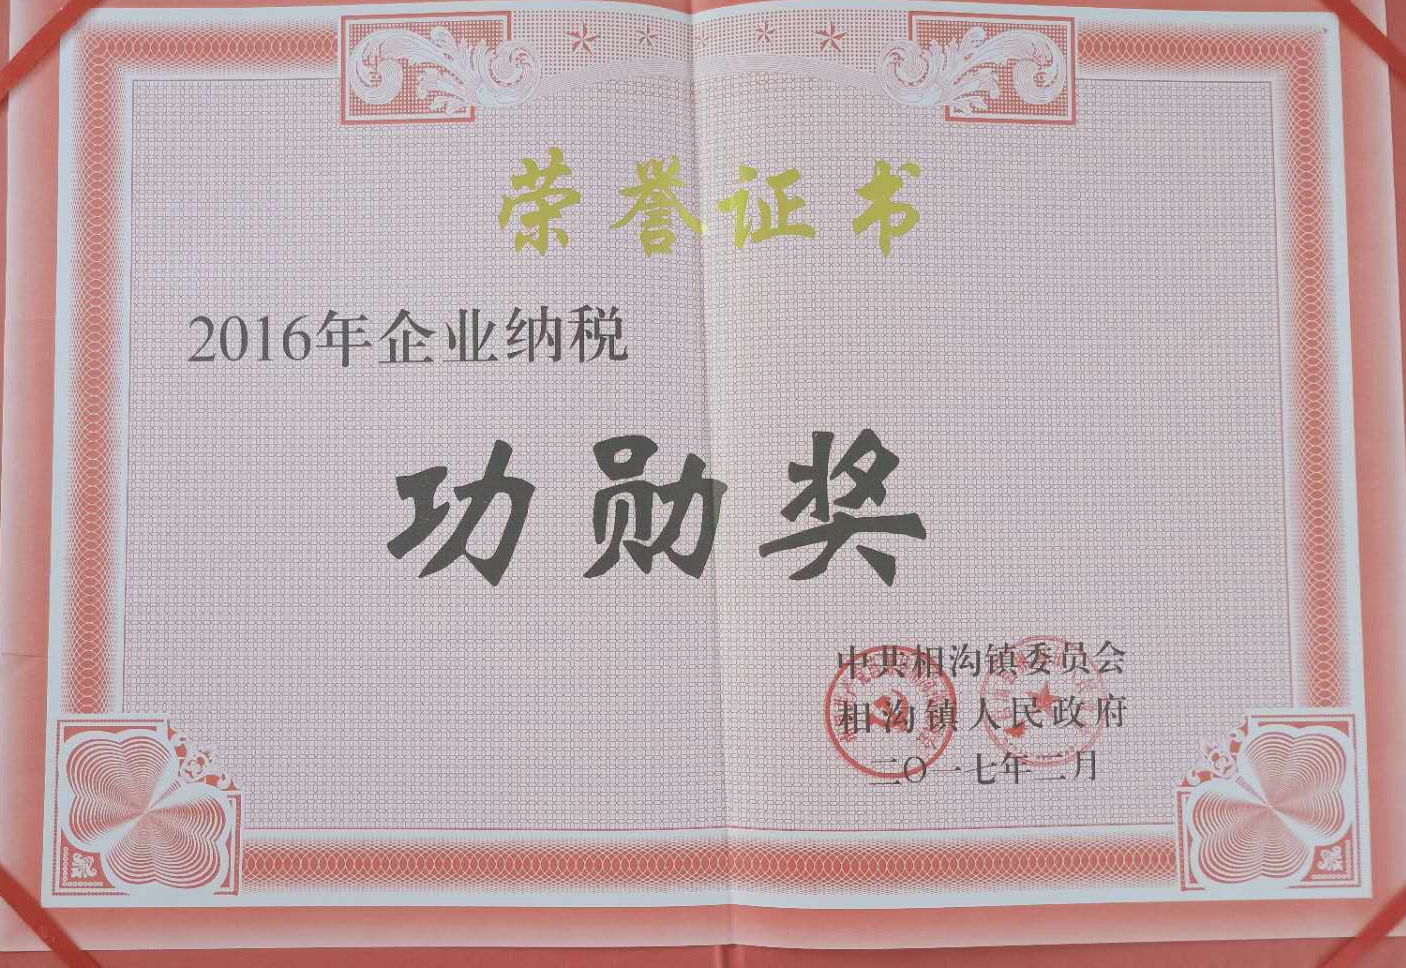 荣誉证书
2016年企业纳税
功勋奖
中共相沟镇委员会
相沟镇人民政府
二〇一七年二月